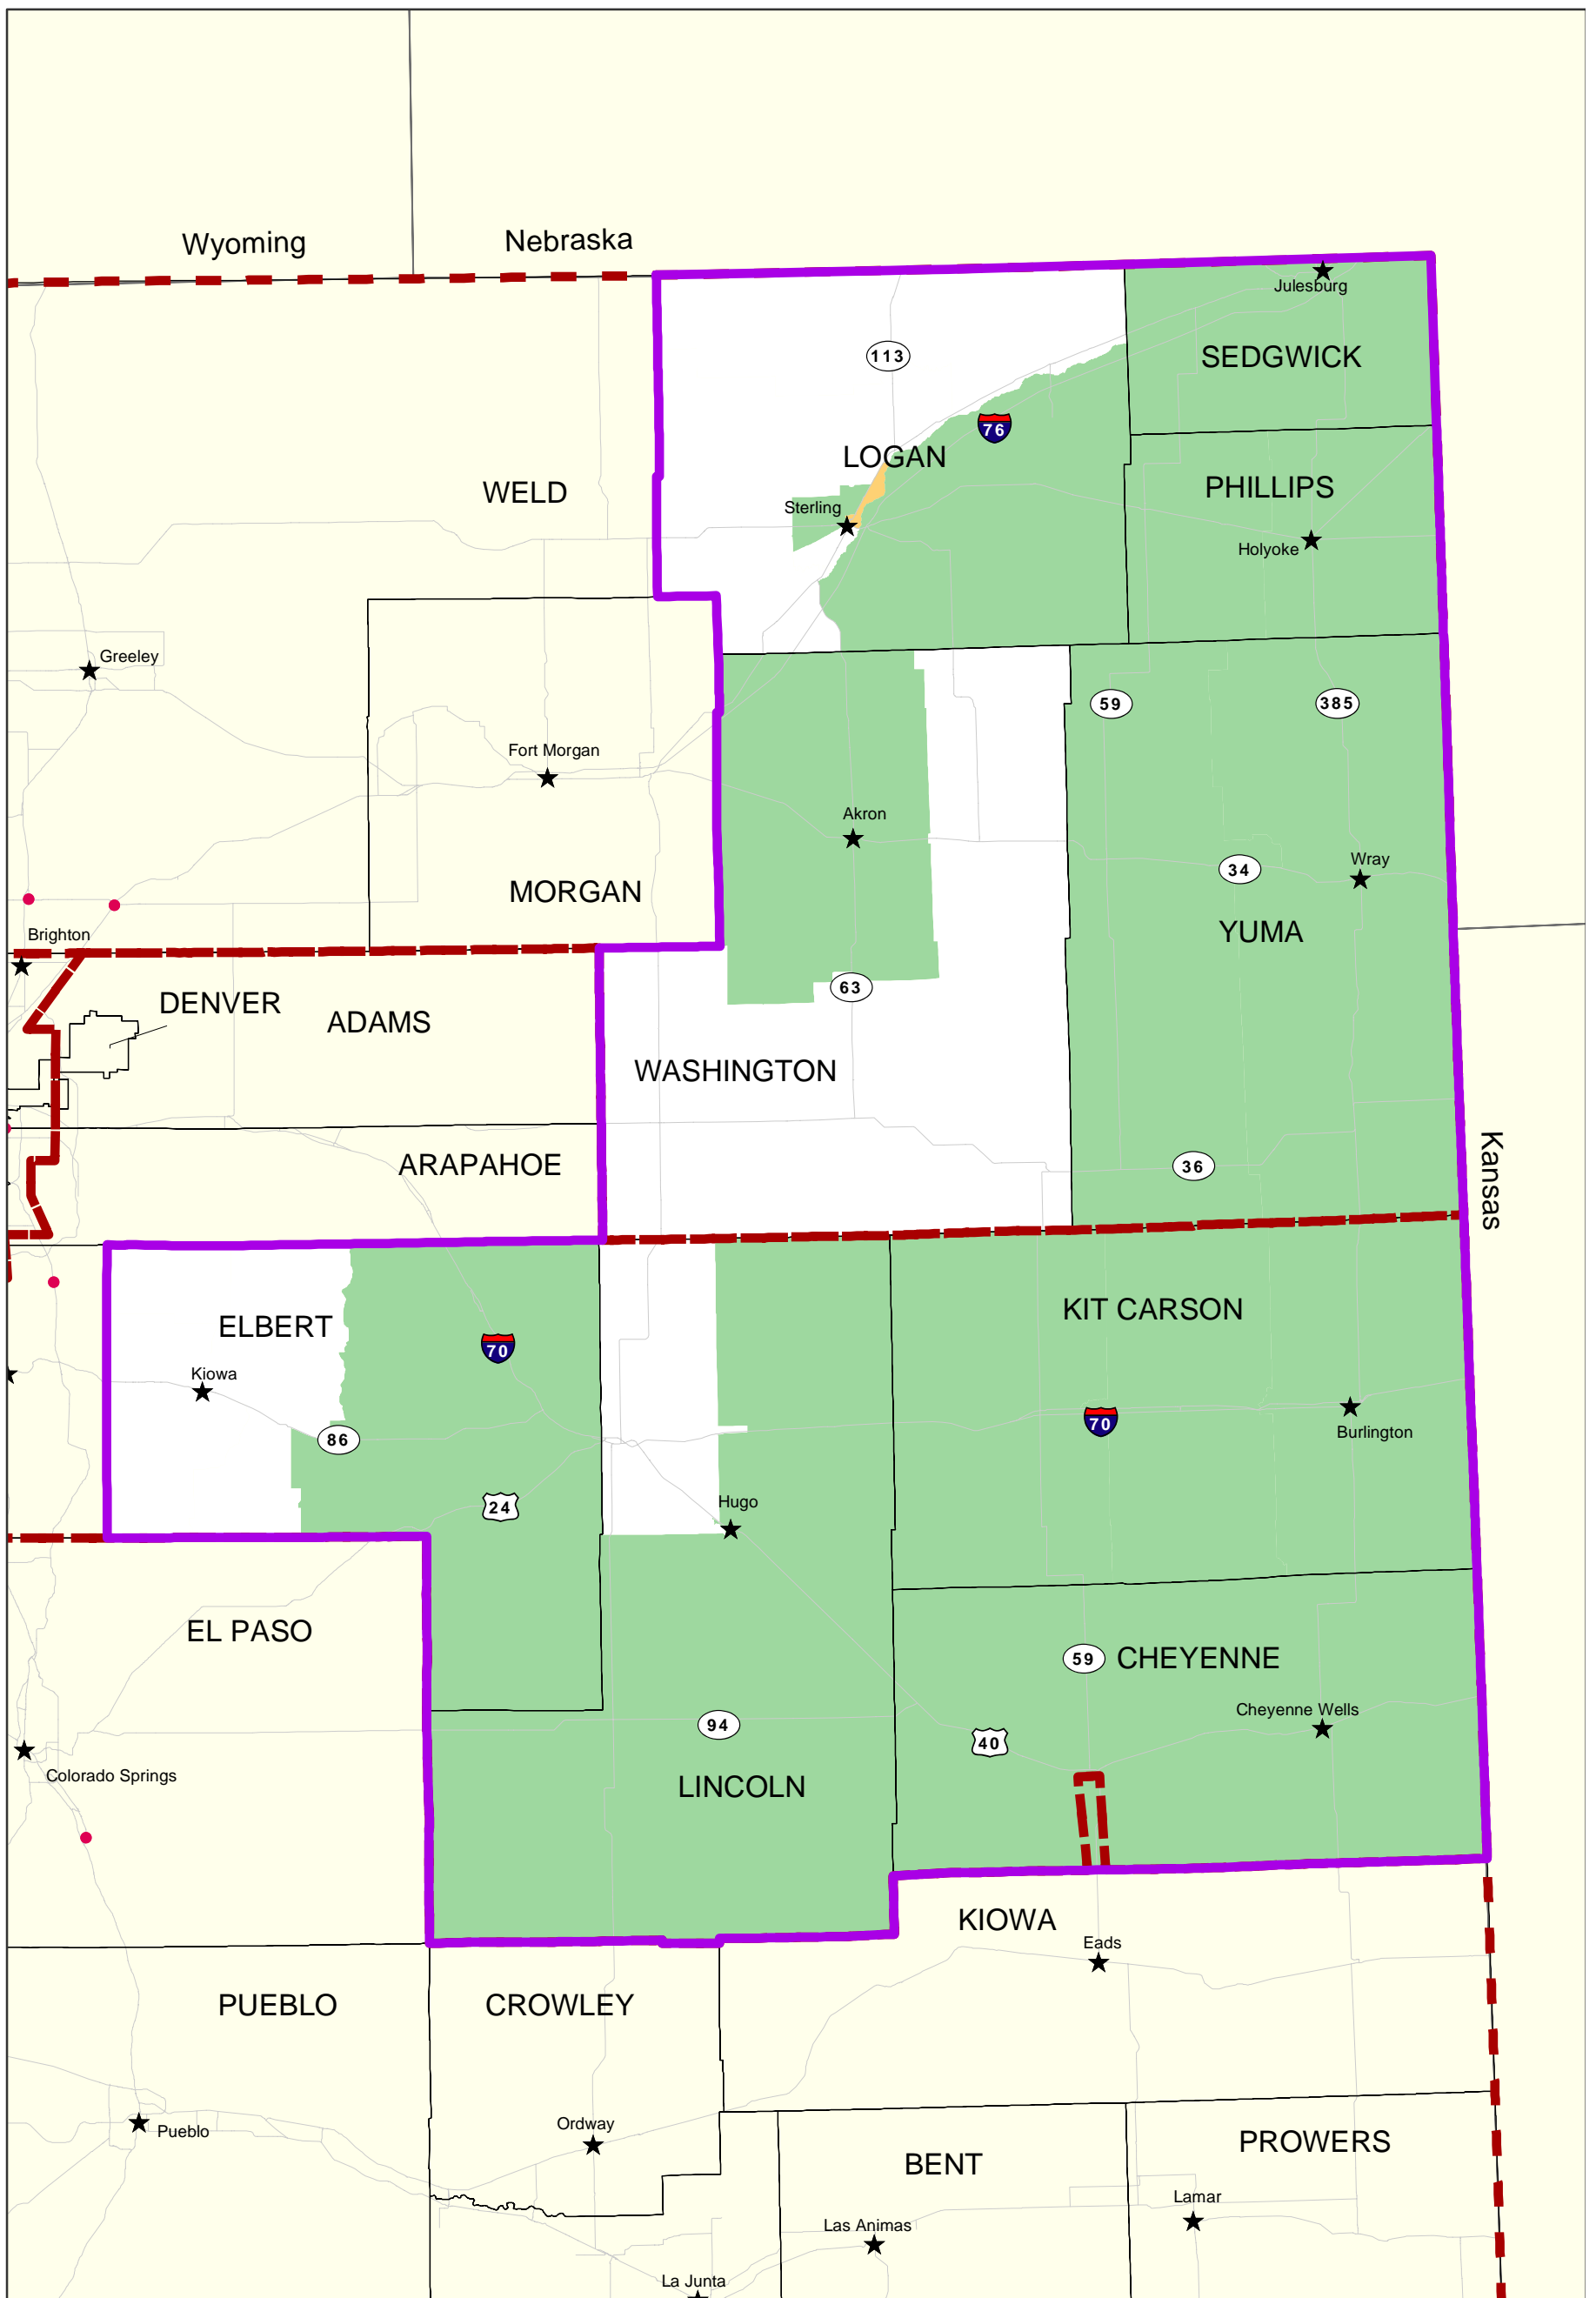 Wyoming
Nebraska
Julesburg
SEDGWICK
113
76
LOGAN
WELD
PHILLIPS
Sterling
Holyoke
Greeley
59
385
Fort Morgan
Akron
34
Wray
MORGAN
YUMA
Brighton
63
DENVER
ADAMS
WASHINGTON
Kansas
ARAPAHOE
36
KIT CARSON
ELBERT
70
Kiowa
70
Burlington
86
24
Hugo
EL PASO
59
CHEYENNE
Cheyenne Wells
94
40
Colorado Springs
LINCOLN
KIOWA
Eads
PUEBLO
CROWLEY
Ordway
Pueblo
PROWERS
BENT
Lamar
Las Animas
La Junta